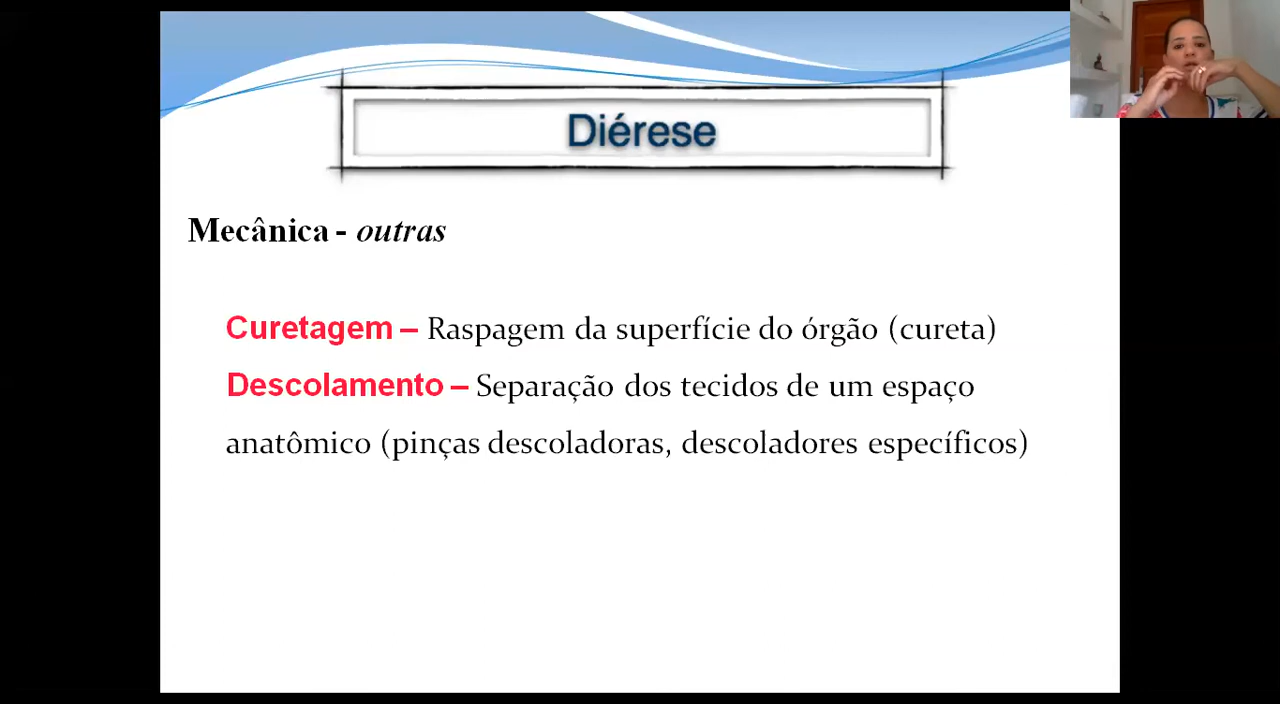 Diérese
Mecânica - outras
Curetagem – Raspagem da superfície do órgão (cureta)
Descolamento – Separação dos tecidos de um espaço
anatômico (pinças descoladoras, descoladores específicos)